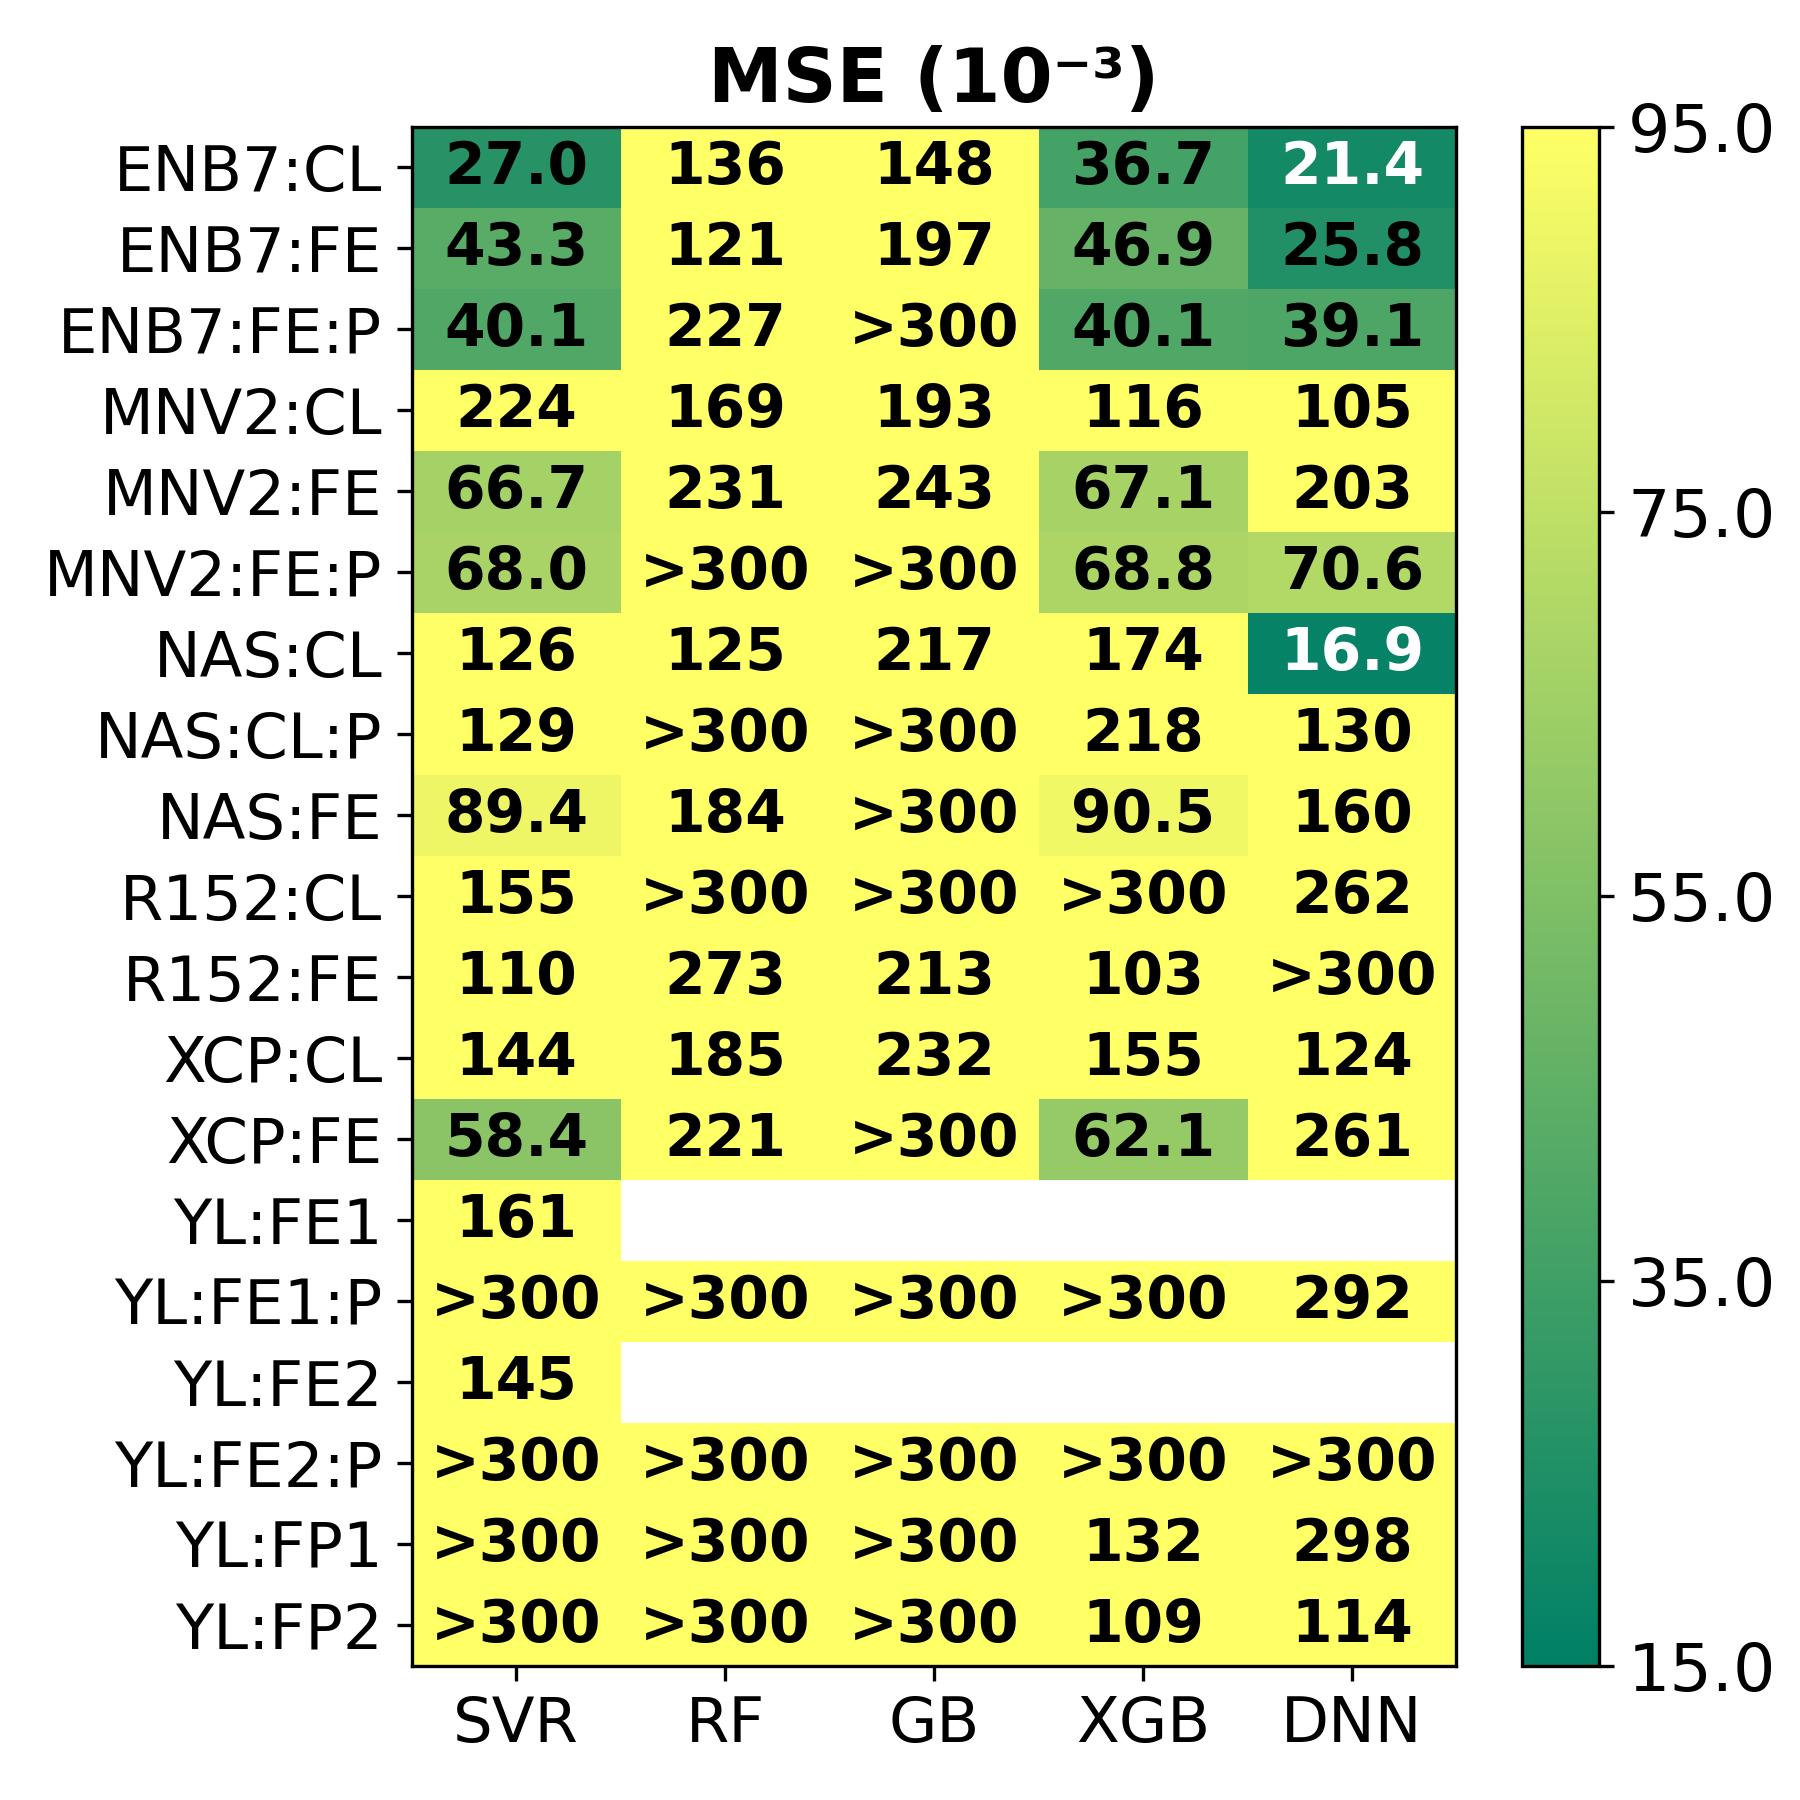 MSE (10⁻³)
ENB7:CL 27.0 136 148 36.7 21.4
ENB7:FE 43.3 121 197 46.9 25.8
ENB7:FE:P 40.1 227 >300 40.1 39.1
MNV2:CL 224 169 193 116 105
MNV2:FE 66.7 231 243 67.1 203
MNV2:FE:P 68.0 >300 >300 68.8 70.6
NAS:CL 126 125 217 174 16.9
NAS:CL:P 129 >300 >300 218 130
NAS:FE 89.4 184 >300 90.5 160
R152:CL 155 >300 >300 >300 262
R152:FE 110 273 213 103 >300
XCP:CL 144 185 232 155 124
XCP:FE 58.4 221 >300 62.1 261
YL:FE1 161
YL:FE1:P >300 >300 >300 >300 292
YL:FE2 145
YL:FE2:P >300 >300 >300 >300 >300
YL:FP1 >300 >300 >300 132 298
YL:FP2 >300 >300 >300 109 114
SVR RF GB XGB DNN
95.0
75.0
55.0
35.0
15.0